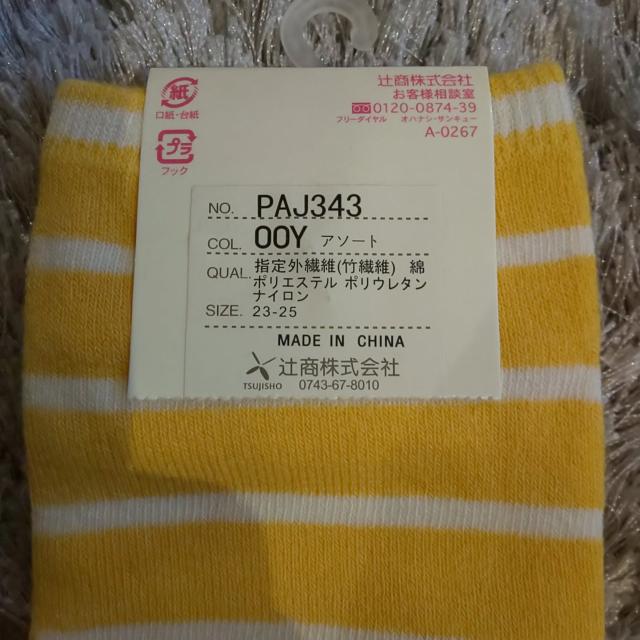 紙
口紙・台紙
プラ
フック
辻商株式会社
お客様相談室
0120-0874-39
フリーダイヤル オハナシ・サンキュー
A-0267
NO. PAJ343
COL. 00Y アソート
QUAL. 指定外繊維(竹繊維) 綿
ポリエステル ポリウレタン
ナイロン
SIZE. 23-25
MADE IN CHINA
辻商株式会社
TSUJISHO 0743-67-8010